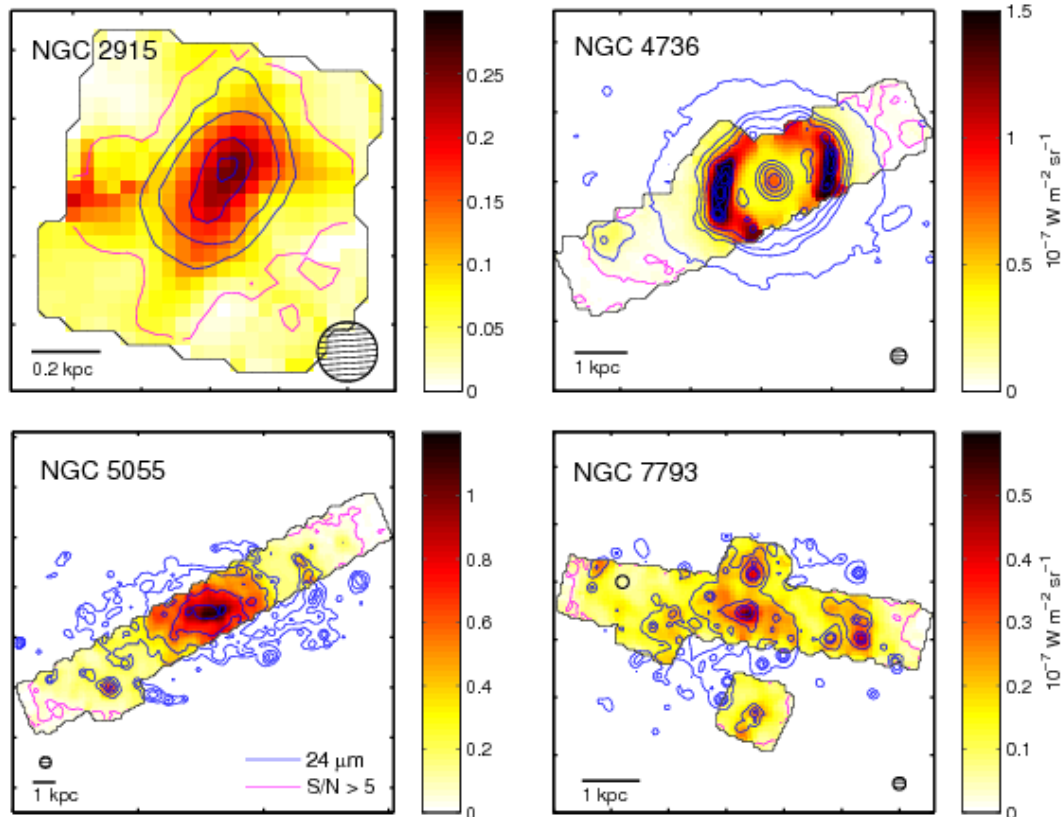 NGC 2915
0.25
0.2
0.15
0.1
0.05
0
0.2 kpc
NGC 4736
1.5
1
0.5
0
10⁻⁷ W m⁻² sr⁻¹
1 kpc
NGC 5055
1
0.8
0.6
0.4
0.2
0
1 kpc
24 μm
S/N > 5
NGC 7793
0.5
0.4
0.3
0.2
0.1
0
10⁻⁷ W m⁻² sr⁻¹
1 kpc